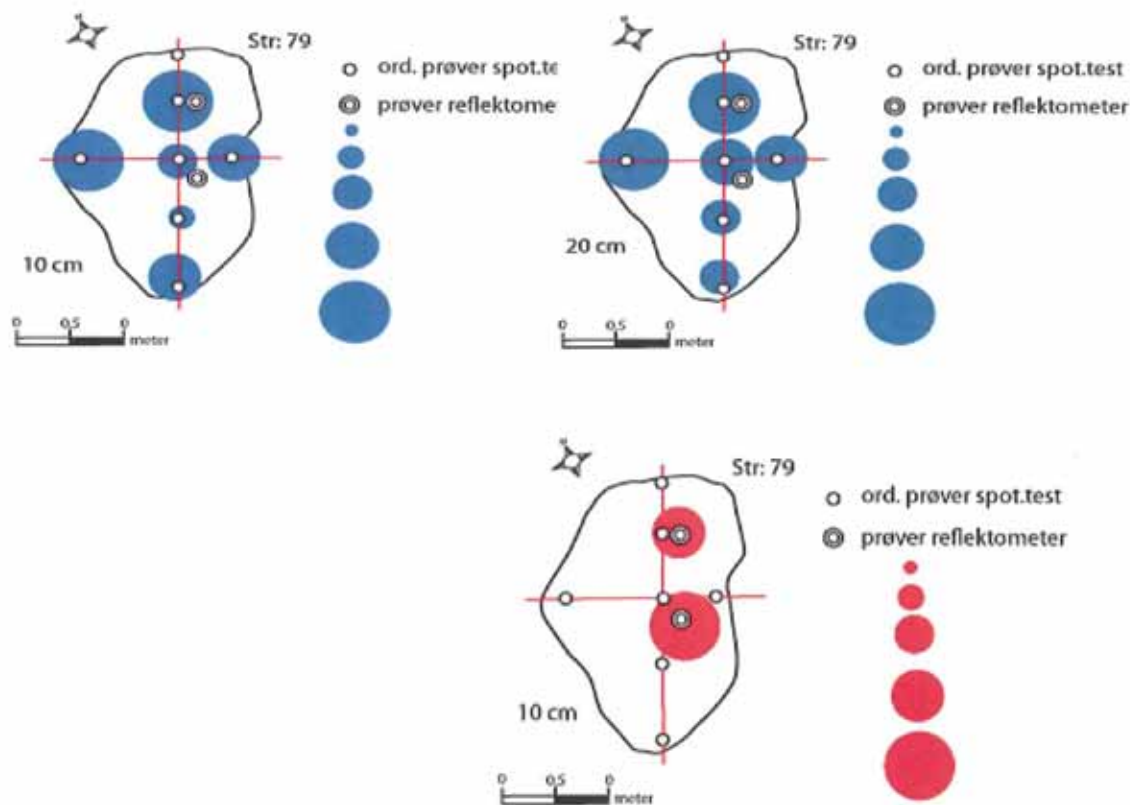 Str: 79
ord. prøver spot.te
prøver reflektome
10 cm
0 0,5 0
meter
Str: 79
ord. prøver spot.test
prøver reflektometer
20 cm
0 0,5 0
meter
Str: 79
ord. prøver spot.test
prøver reflektometer
10 cm
0 0,5 0
meter